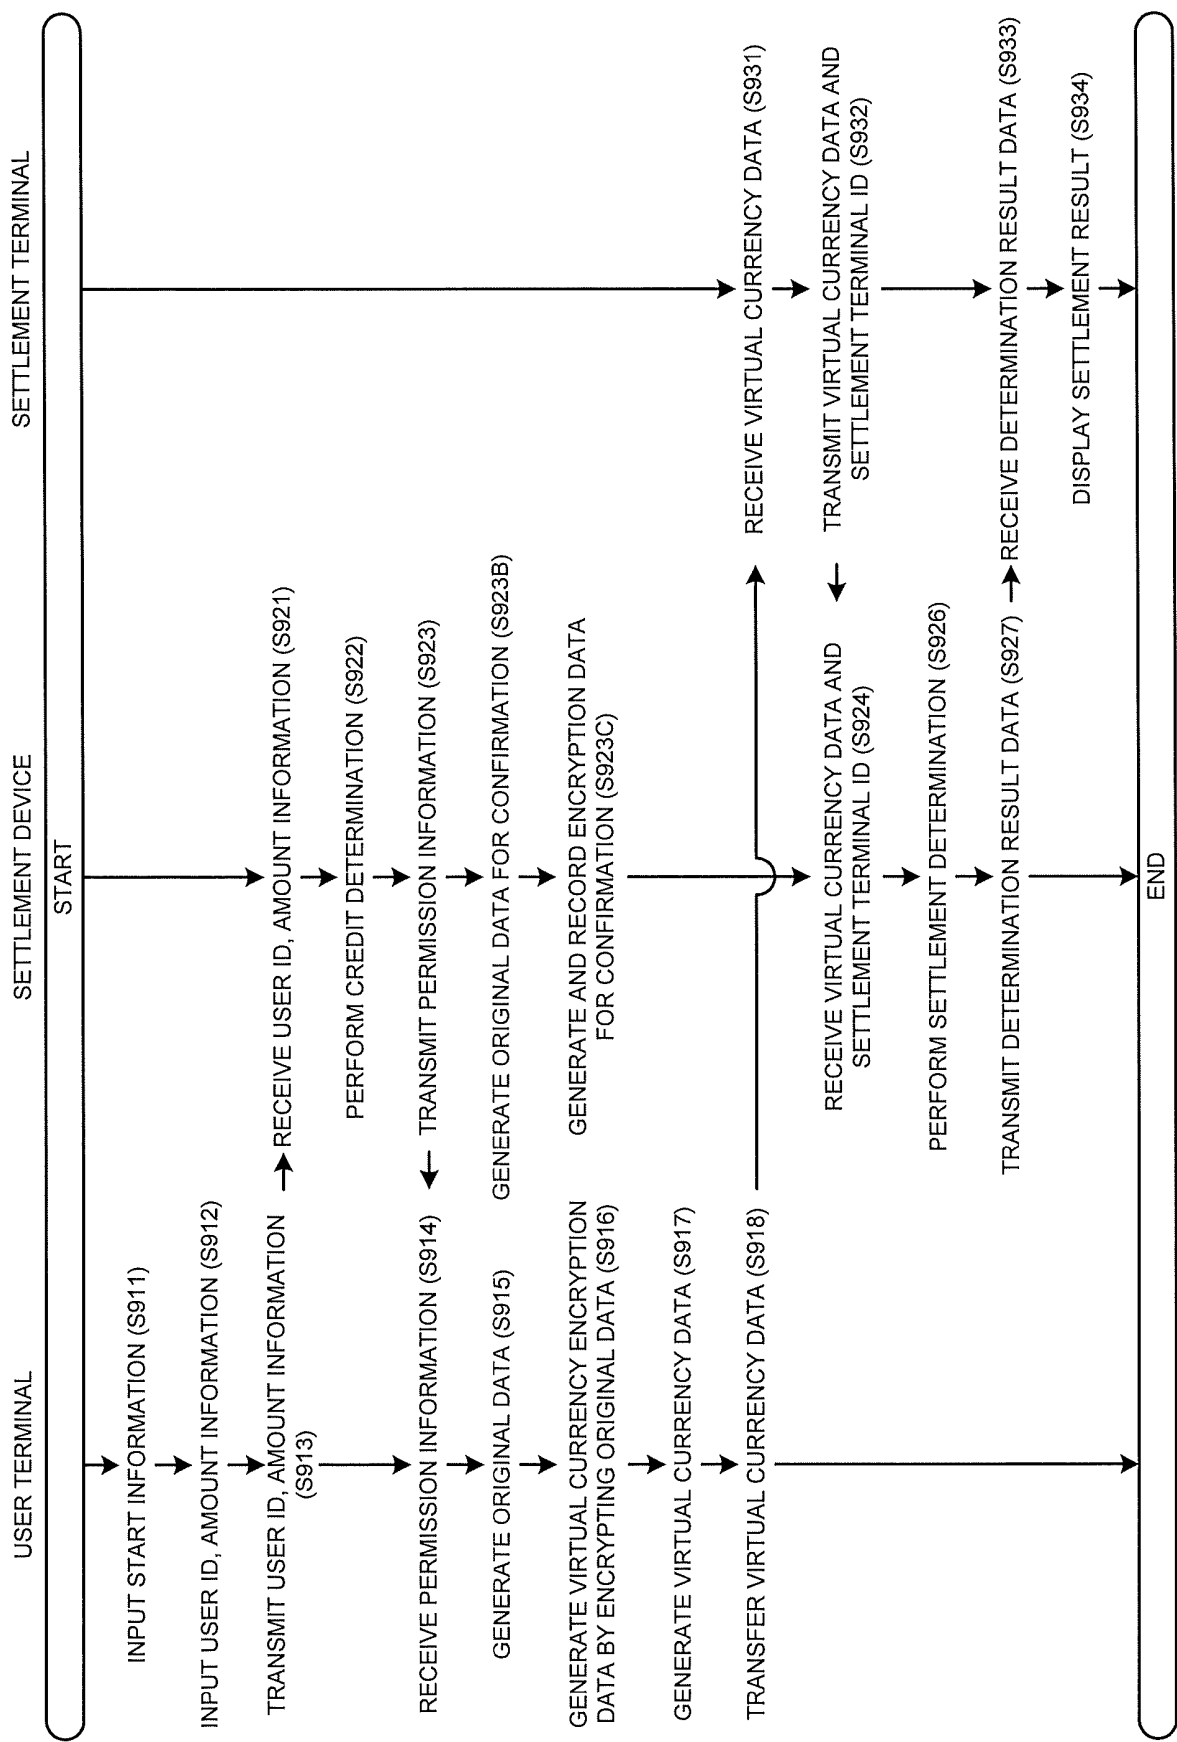 USER TERMINAL
SETTLEMENT DEVICE
SETTLEMENT TERMINAL
START
INPUT START INFORMATION (S911)
INPUT USER ID, AMOUNT INFORMATION (S912)
TRANSMIT USER ID, AMOUNT INFORMATION
(S913)
RECEIVE USER ID, AMOUNT INFORMATION (S921)
PERFORM CREDIT DETERMINATION (S922)
RECEIVE PERMISSION INFORMATION (S914)
TRANSMIT PERMISSION INFORMATION (S923)
GENERATE ORIGINAL DATA (S915)
GENERATE ORIGINAL DATA FOR CONFIRMATION (S923B)
GENERATE VIRTUAL CURRENCY ENCRYPTION
DATA BY ENCRYPTING ORIGINAL DATA (S916)
GENERATE AND RECORD ENCRYPTION DATA
FOR CONFIRMATION (S923C)
GENERATE VIRTUAL CURRENCY DATA (S917)
TRANSFER VIRTUAL CURRENCY DATA (S918)
RECEIVE VIRTUAL CURRENCY DATA (S931)
RECEIVE VIRTUAL CURRENCY DATA AND
SETTLEMENT TERMINAL ID (S924)
TRANSMIT VIRTUAL CURRENCY DATA AND
SETTLEMENT TERMINAL ID (S932)
PERFORM SETTLEMENT DETERMINATION (S926)
TRANSMIT DETERMINATION RESULT DATA (S927)
RECEIVE DETERMINATION RESULT DATA (S933)
DISPLAY SETTLEMENT RESULT (S934)
END